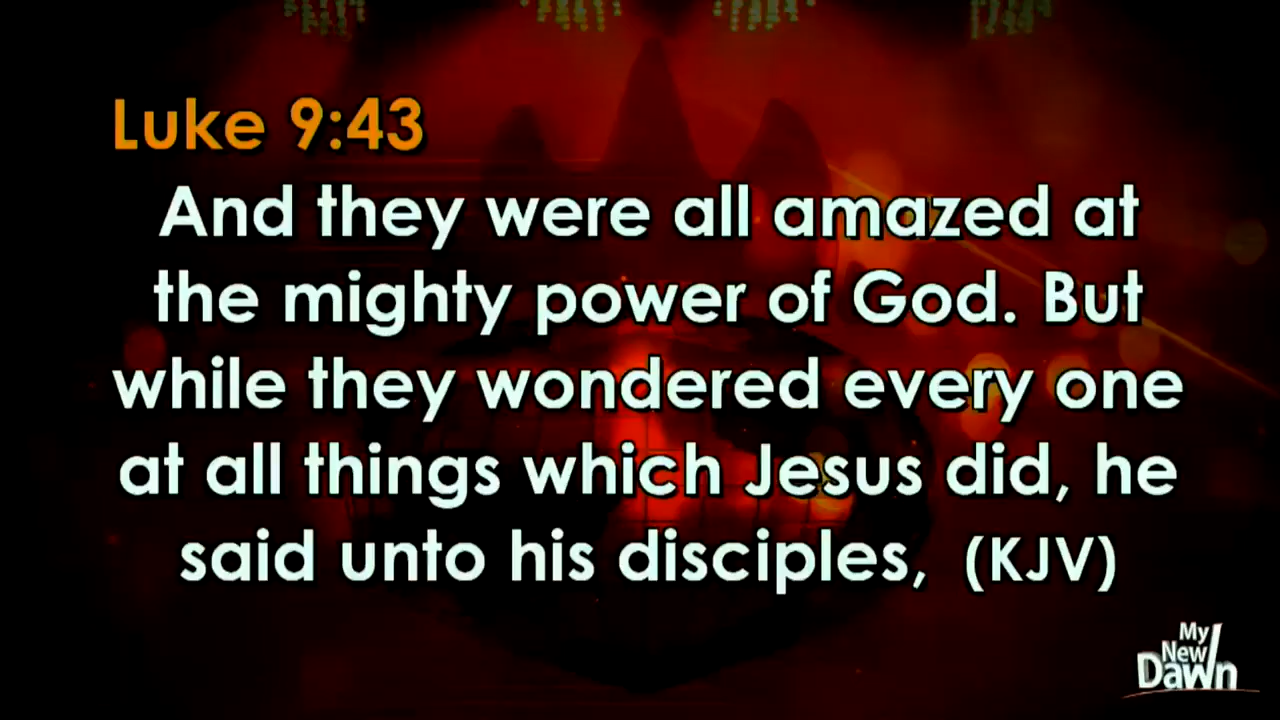 Luke 9:43
And they were all amazed at
the mighty power of God. But
while they wondered every one
at all things which Jesus did, he
said unto his disciples, (KJV)
My
New
Dawn